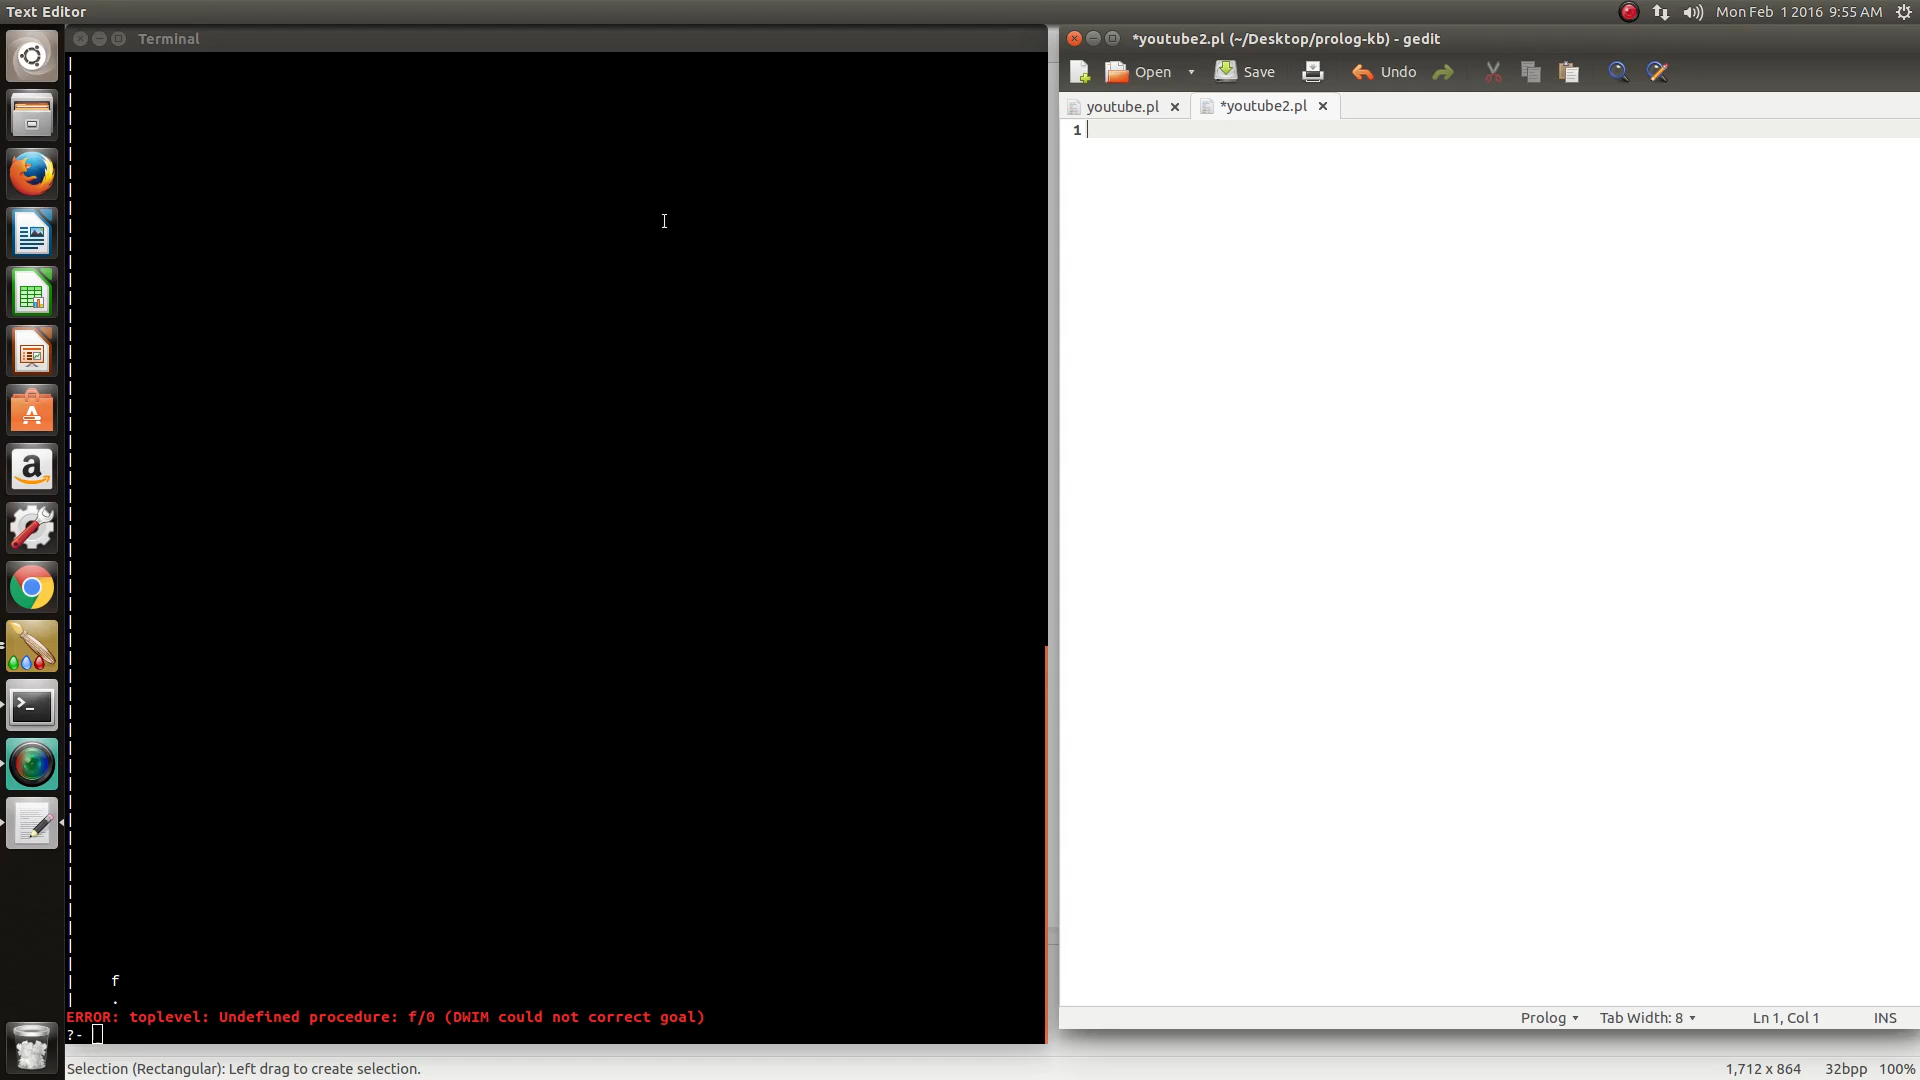 Text Editor
Mon Feb 1 2016 9:55 AM
Terminal
*youtube2.pl (~/Desktop/prolog-kb) - gedit
Open Save Undo
youtube.pl *youtube2.pl
1
f
.
ERROR: toplevel: Undefined procedure: f/0 (DWIM could not correct goal)
?-
Prolog Tab Width: 8 Ln 1, Col 1 INS
Selection (Rectangular): Left drag to create selection. 1,712 x 864 32bpp 100%